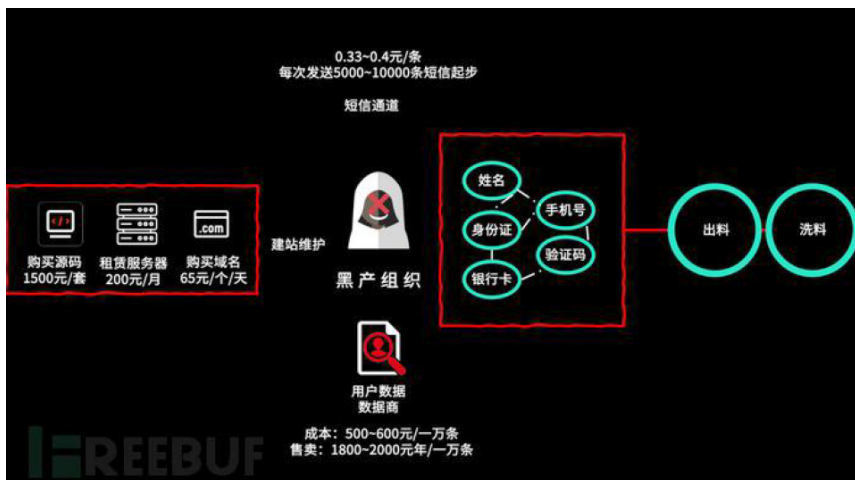 0.33~0.4元/条
每次发送5000~10000条短信起步
短信通道
购买源码
1500元/套
租赁服务器
200元/月
.com
购买域名
65元/个/天
建站维护
黑产组织
姓名
手机号
身份证
验证码
银行卡
出料
洗料
用户数据
数据商
成本：500~600元/一万条
售卖：1800~2000元年/一万条
FREEBUF